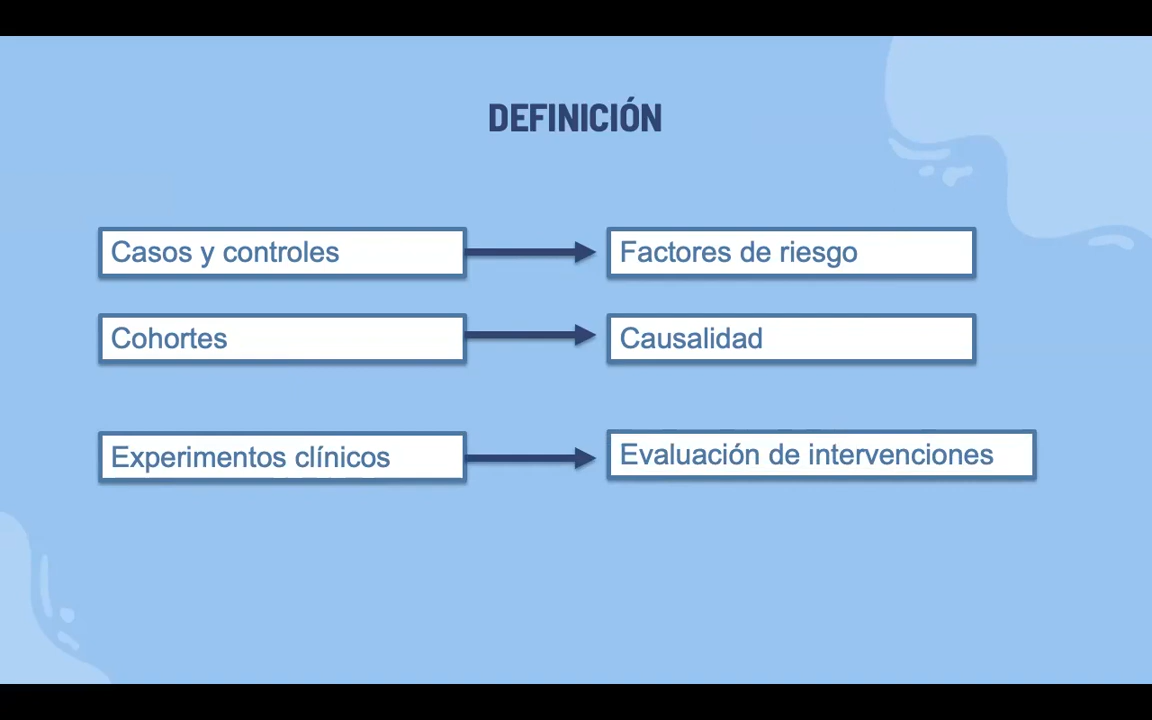 DEFINICIÓN
Casos y controles
Factores de riesgo
Cohortes
Causalidad
Experimentos clínicos
Evaluación de intervenciones